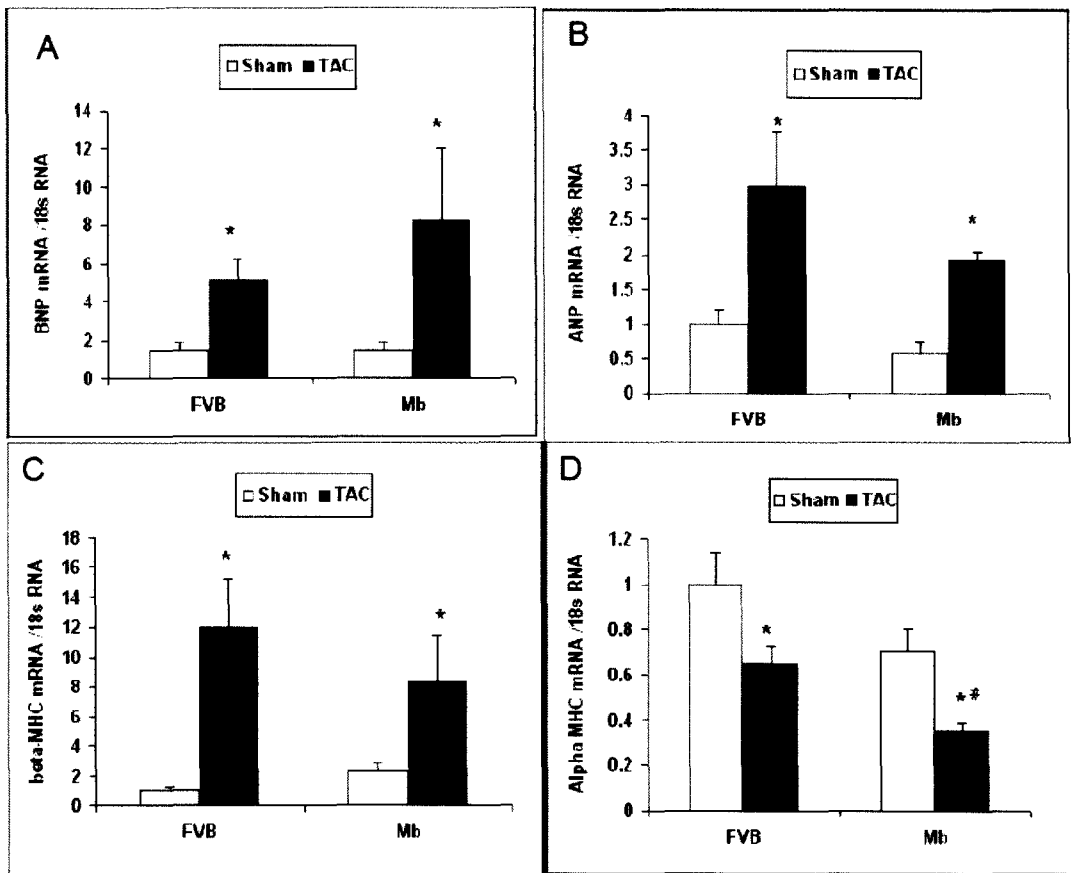 A
Sham TAC
BNP mRNA /18s RNA
14
12
10
8
6
4
2
0
*
*
FVB Mb
B
Sham TAC
ANP mRNA /18s RNA
4
3.5
3
2.5
2
1.5
1
0.5
0
*
*
FVB Mb
C
Sham TAC
beta-MHC mRNA /18s RNA
18
16
14
12
10
8
6
4
2
0
*
*
FVB Mb
D
Sham TAC
Alpha MHC mRNA /18s RNA
1.2
1
0.8
0.6
0.4
0.2
0
*
* #
FVB Mb